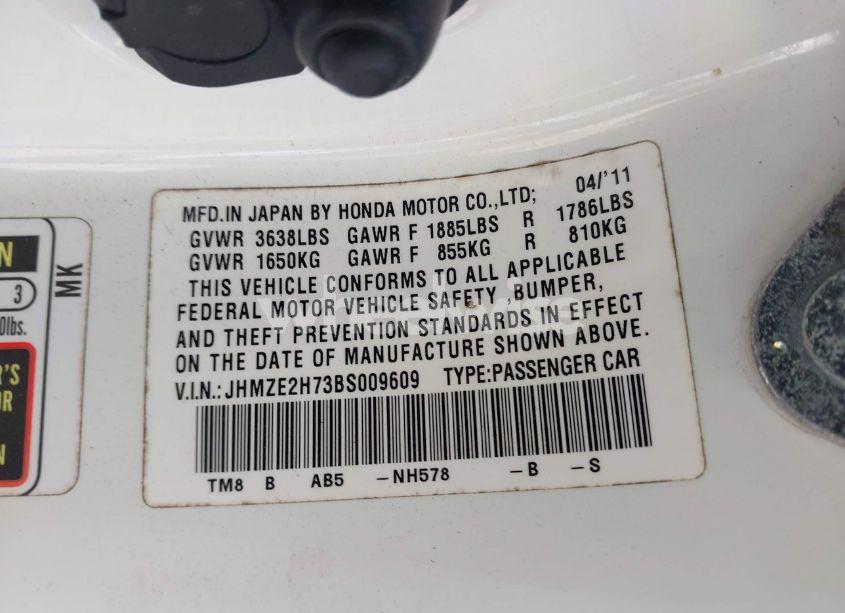 MFD.IN JAPAN BY HONDA MOTOR CO.,LTD; 04/'11
GVWR 3638LBS GAWR F 1885LBS R 1786LBS
GVWR 1650KG GAWR F 855KG R 810KG
THIS VEHICLE CONFORMS TO ALL APPLICABLE
FEDERAL MOTOR VEHICLE SAFETY ,BUMPER,
AND THEFT PREVENTION STANDARDS IN EFFECT
ON THE DATE OF MANUFACTURE SHOWN ABOVE.
V.I.N.: JHMZE2H73BS009609 TYPE:PASSENGER CAR
TM8 B AB5 -NH578 -B -S
MK
3
0lbs.